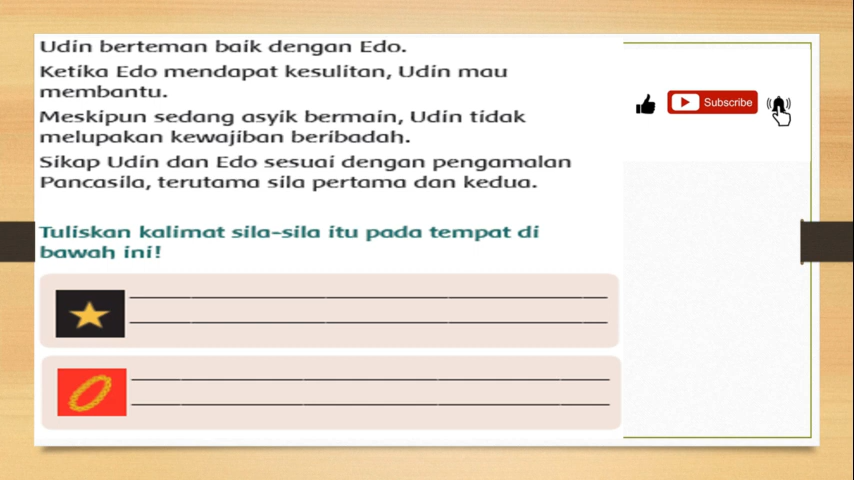 Udin berteman baik dengan Edo.
Ketika Edo mendapat kesulitan, Udin mau
membantu.
Meskipun sedang asyik bermain, Udin tidak
melupakan kewajiban beribadah.
Sikap Udin dan Edo sesuai dengan pengamalan
Pancasila, terutama sila pertama dan kedua.
Tuliskan kalimat sila-sila itu pada tempat di
bawah ini!
Subscribe